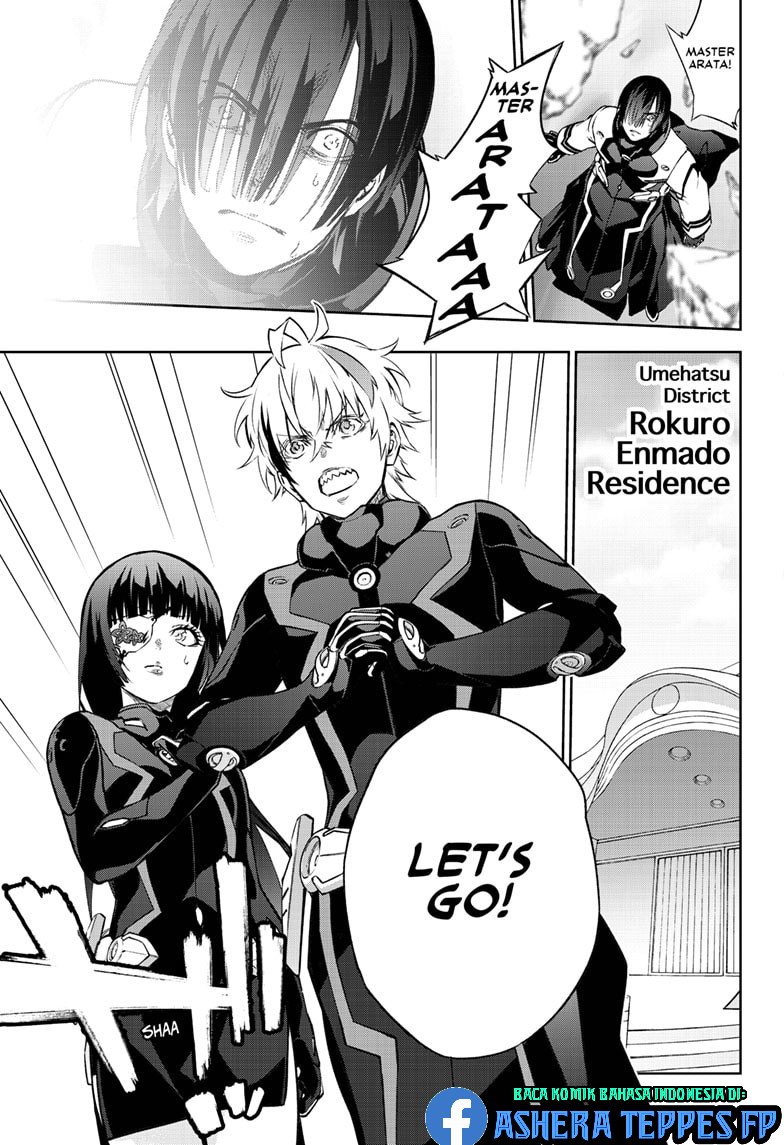 MASTER
ARATA!
MAS-
TER
ARATAAA
Umehatsu
District
Rokuro
Enmado
Residence
LET'S
GO!
SHAA
BACA KOMIK BAHASA INDONESIA DI:
f ASHERA TEPPES FP